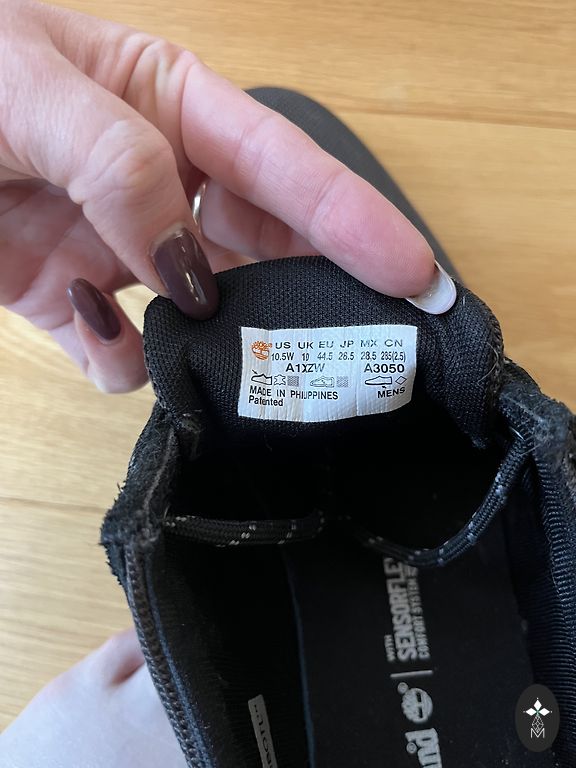 US UK EU JP MX CN
10.5W 10 44.5 28.5 28.5 285(2.5)
A1XZW A3050
MADE IN PHILIPPINES
Patented MENS
SENSORFLEX
COMFORT SYSTEM
M